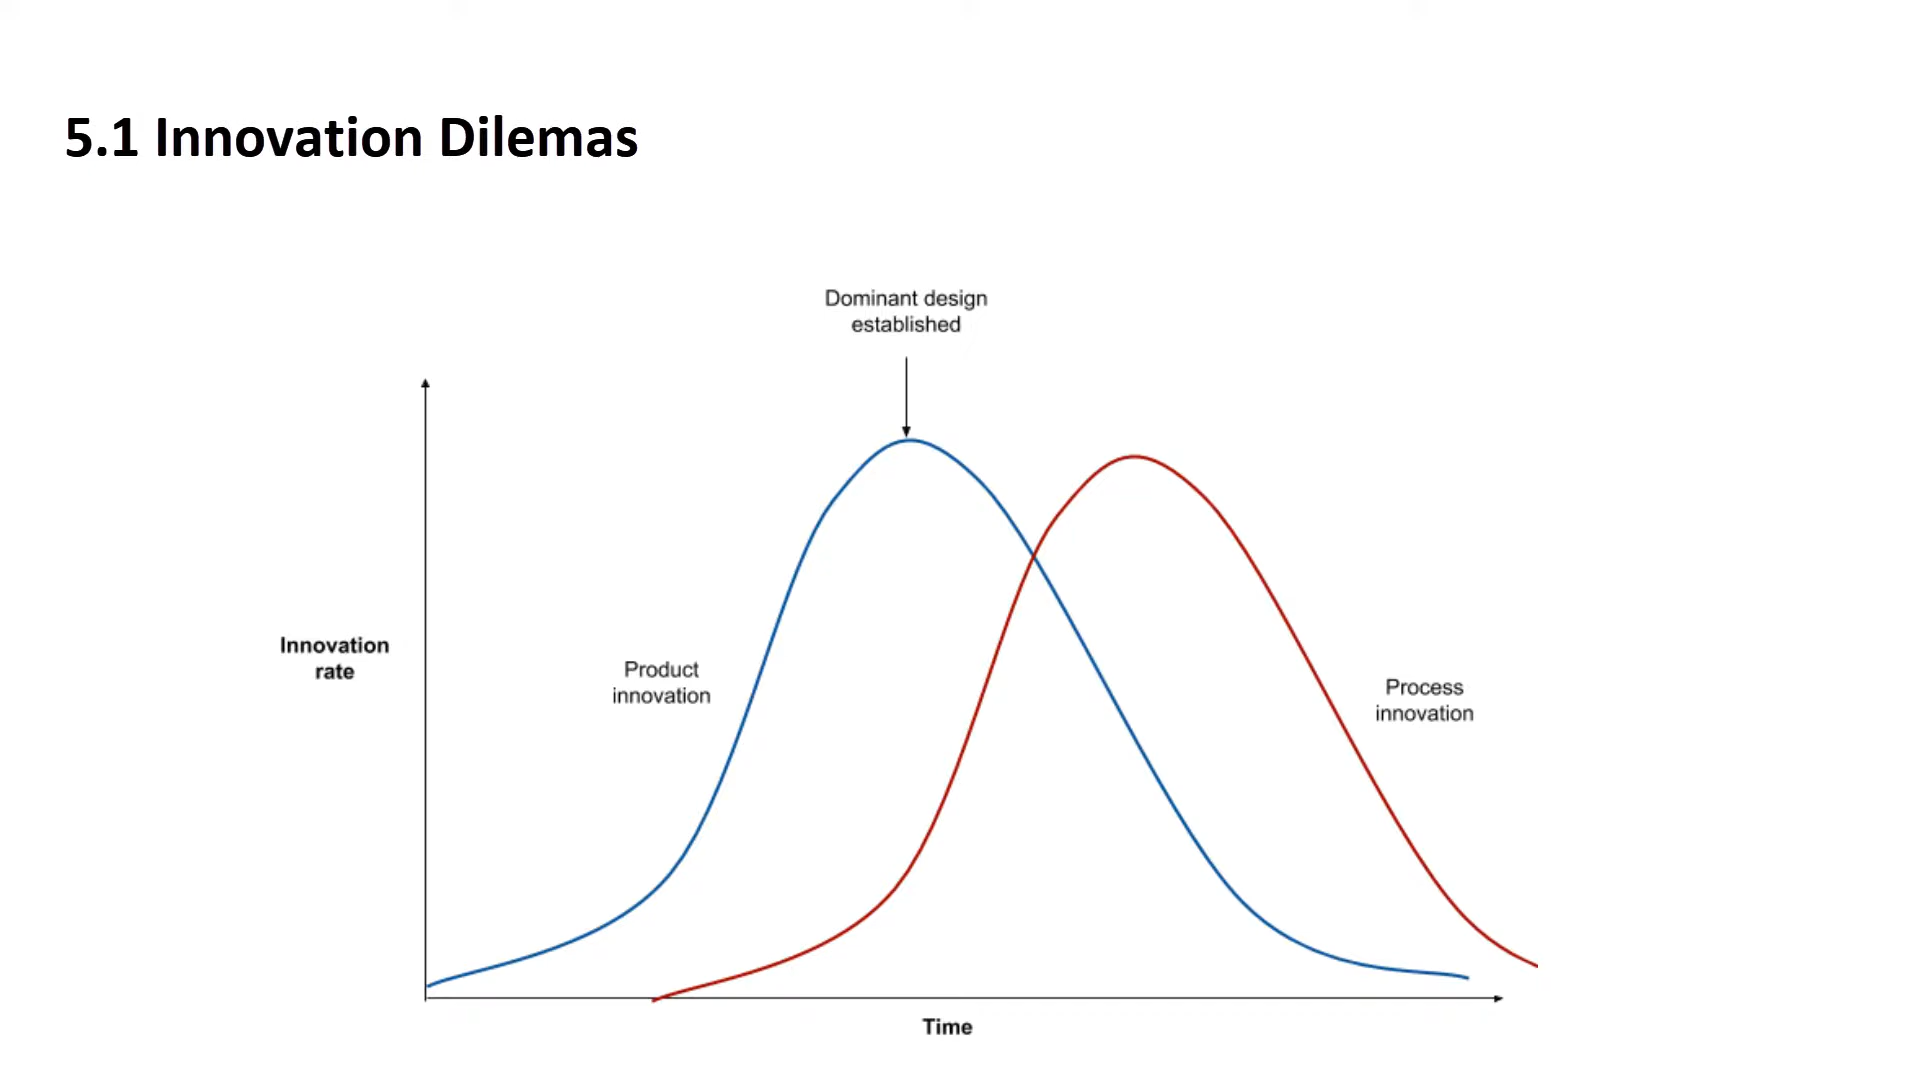 5.1 Innovation Dilemas
Dominant design
established
Innovation
rate
Product
innovation
Process
innovation
Time